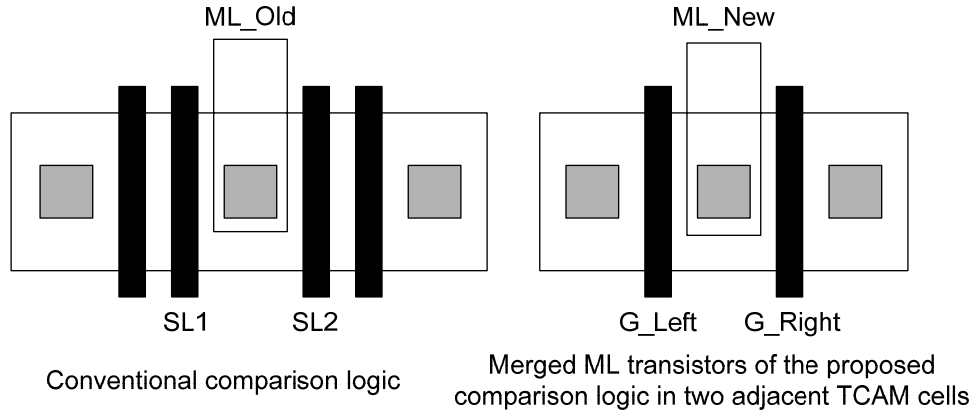 ML_Old
ML_New
SL1
SL2
G_Left
G_Right
Conventional comparison logic
Merged ML transistors of the proposed
comparison logic in two adjacent TCAM cells